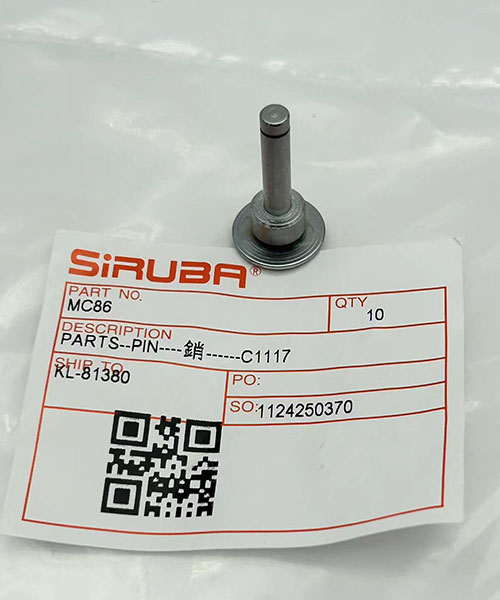 SiRUBA®
PART NO.
MC86
QTY
10
DESCRIPTION
PARTS--PIN----銷------C1117
SHIP TO
KL-81380
PO:
SO:1124250370